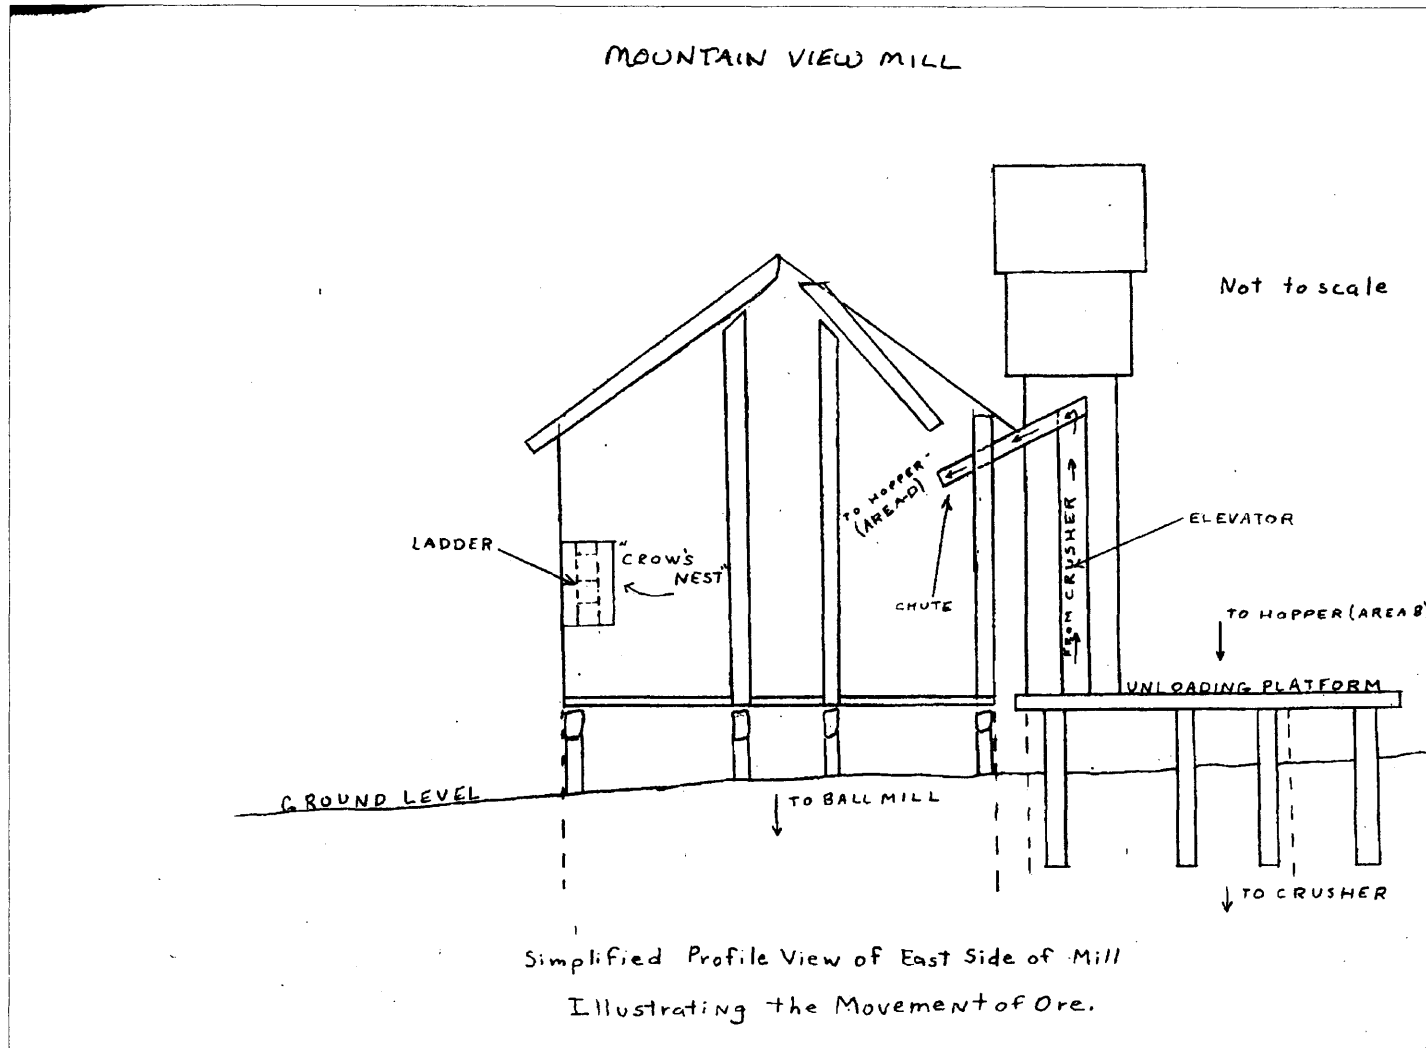 MOUNTAIN VIEW MILL
Not to scale
TO HOPPER-
(AREA-D)
LADDER
"CROW'S
NEST"
CHUTE
FROM CRUSHER
ELEVATOR
TO HOPPER (AREA B)
UNLOADING PLATFORM
GROUND LEVEL
TO BALL MILL
TO CRUSHER
Simplified Profile View of East Side of Mill
Illustrating the Movement of Ore.